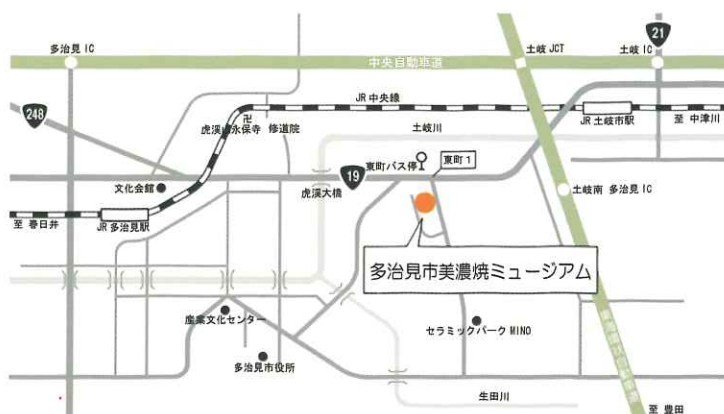 21
多治見 IC
土岐 JCT
土岐 IC
中央自動車道
JR 中央線
248
卍
虎渓山永保寺 修道院
土岐川
JR 土岐市駅
至 中津川
東町バス停
東町 1
19
文化会館
虎渓大橋
土岐南 多治見 IC
至 春日井
JR 多治見駅
多治見市美濃焼ミュージアム
産業文化センター
セラミックパーク MINO
多治見市役所
生田川
至 豊田